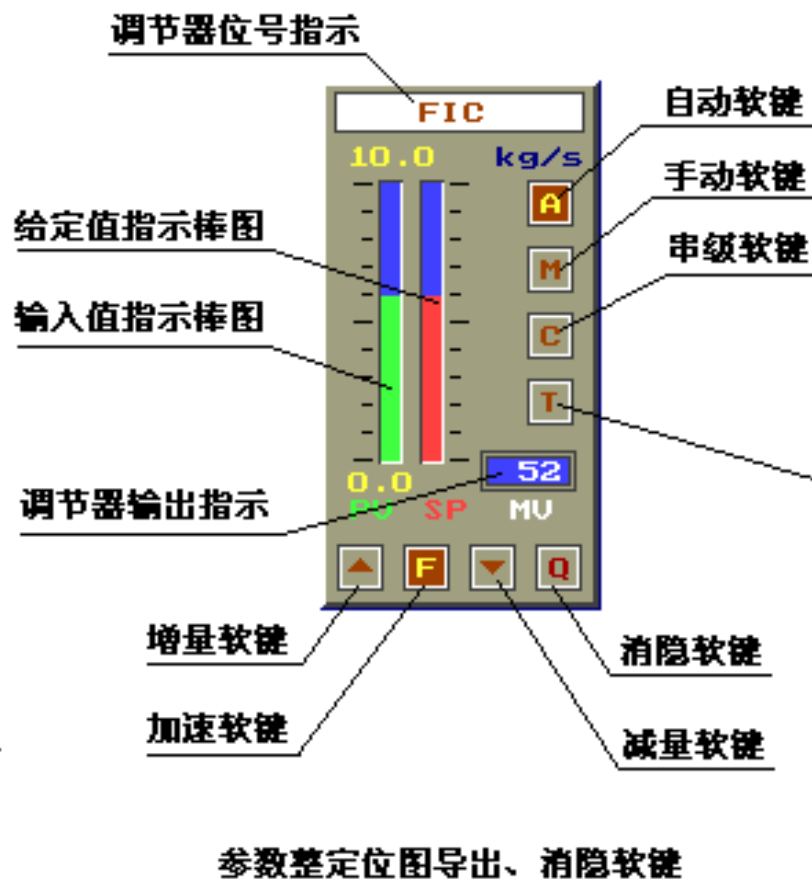 调节器位号指示
FIC
自动软键
10.0 kg/s
手动软键
A
给定值指示棒图
串级软键
M
输入值指示棒图
C
T
52
0.0
调节器输出指示
PV SP MV
F Q
增量软键
消隐软键
加速软键
减量软键
参数整定位图导出、消隐软键